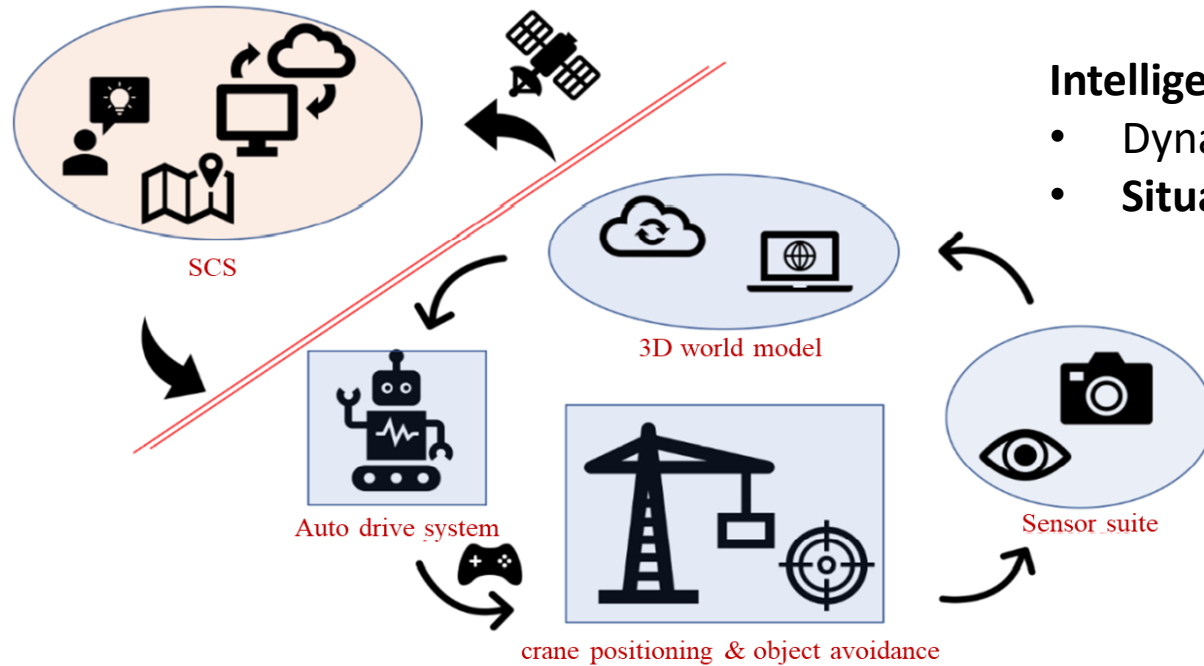 Intellige
• Dyna
• Situa
SCS
3D world model
Auto drive system
Sensor suite
crane positioning & object avoidance